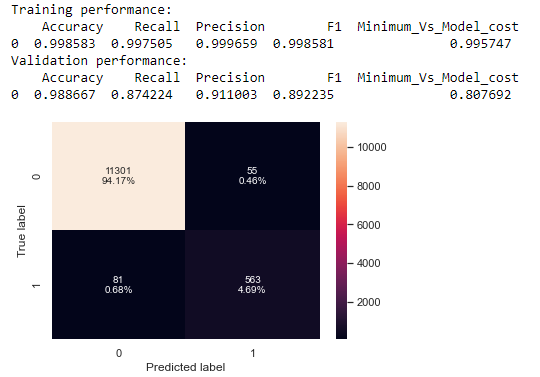 Training performance:
Accuracy Recall Precision F1 Minimum_Vs_Model_cost
0 0.998583 0.997505 0.999659 0.998581 0.995747
Validation performance:
Accuracy Recall Precision F1 Minimum_Vs_Model_cost
0 0.988667 0.874224 0.911003 0.892235 0.807692
11301
94.17%
55
0.46%
81
0.68%
563
4.69%
0
1
True label
0
1
Predicted label
10000
8000
6000
4000
2000